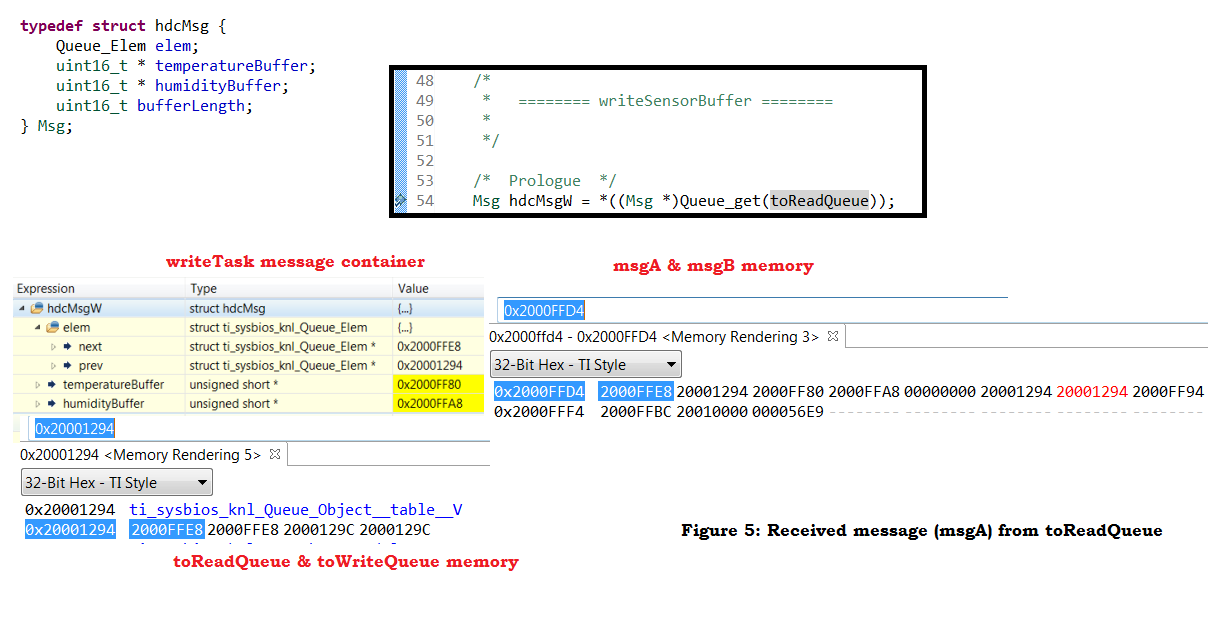 typedef struct hdcMsg {
Queue_Elem elem;
uint16_t * temperatureBuffer;
uint16_t * humidityBuffer;
uint16_t bufferLength;
} Msg;
48 /*
49 * ======== writeSensorBuffer ========
50 *
51 */
52
53 /* Prologue */
54 Msg hdcMsgW = *((Msg *)Queue_get(toReadQueue));
writeTask message container
Expression Type Value
hdcMsgW struct hdcMsg {...}
elem struct ti_sysbios_knl_Queue_Elem {...}
next struct ti_sysbios_knl_Queue_Elem * 0x2000FFE8
prev struct ti_sysbios_knl_Queue_Elem * 0x20001294
temperatureBuffer unsigned short * 0x2000FF80
humidityBuffer unsigned short * 0x2000FFA8
0x20001294
0x20001294 <Memory Rendering 5>
32-Bit Hex - TI Style
0x20001294 ti_sysbios_knl_Queue_Object__table__V
0x20001294 2000FFE8 2000FFE8 2000129C 2000129C
toReadQueue & toWriteQueue memory
msgA & msgB memory
0x2000FFD4
0x2000ffd4 - 0x2000FFD4 <Memory Rendering 3>
32-Bit Hex - TI Style
0x2000FFD4 2000FFE8 20001294 2000FF80 2000FFA8 00000000 20001294 20001294 2000FF94
0x2000FFF4 2000FFBC 20010000 000056E9
Figure 5: Received message (msgA) from toReadQueue